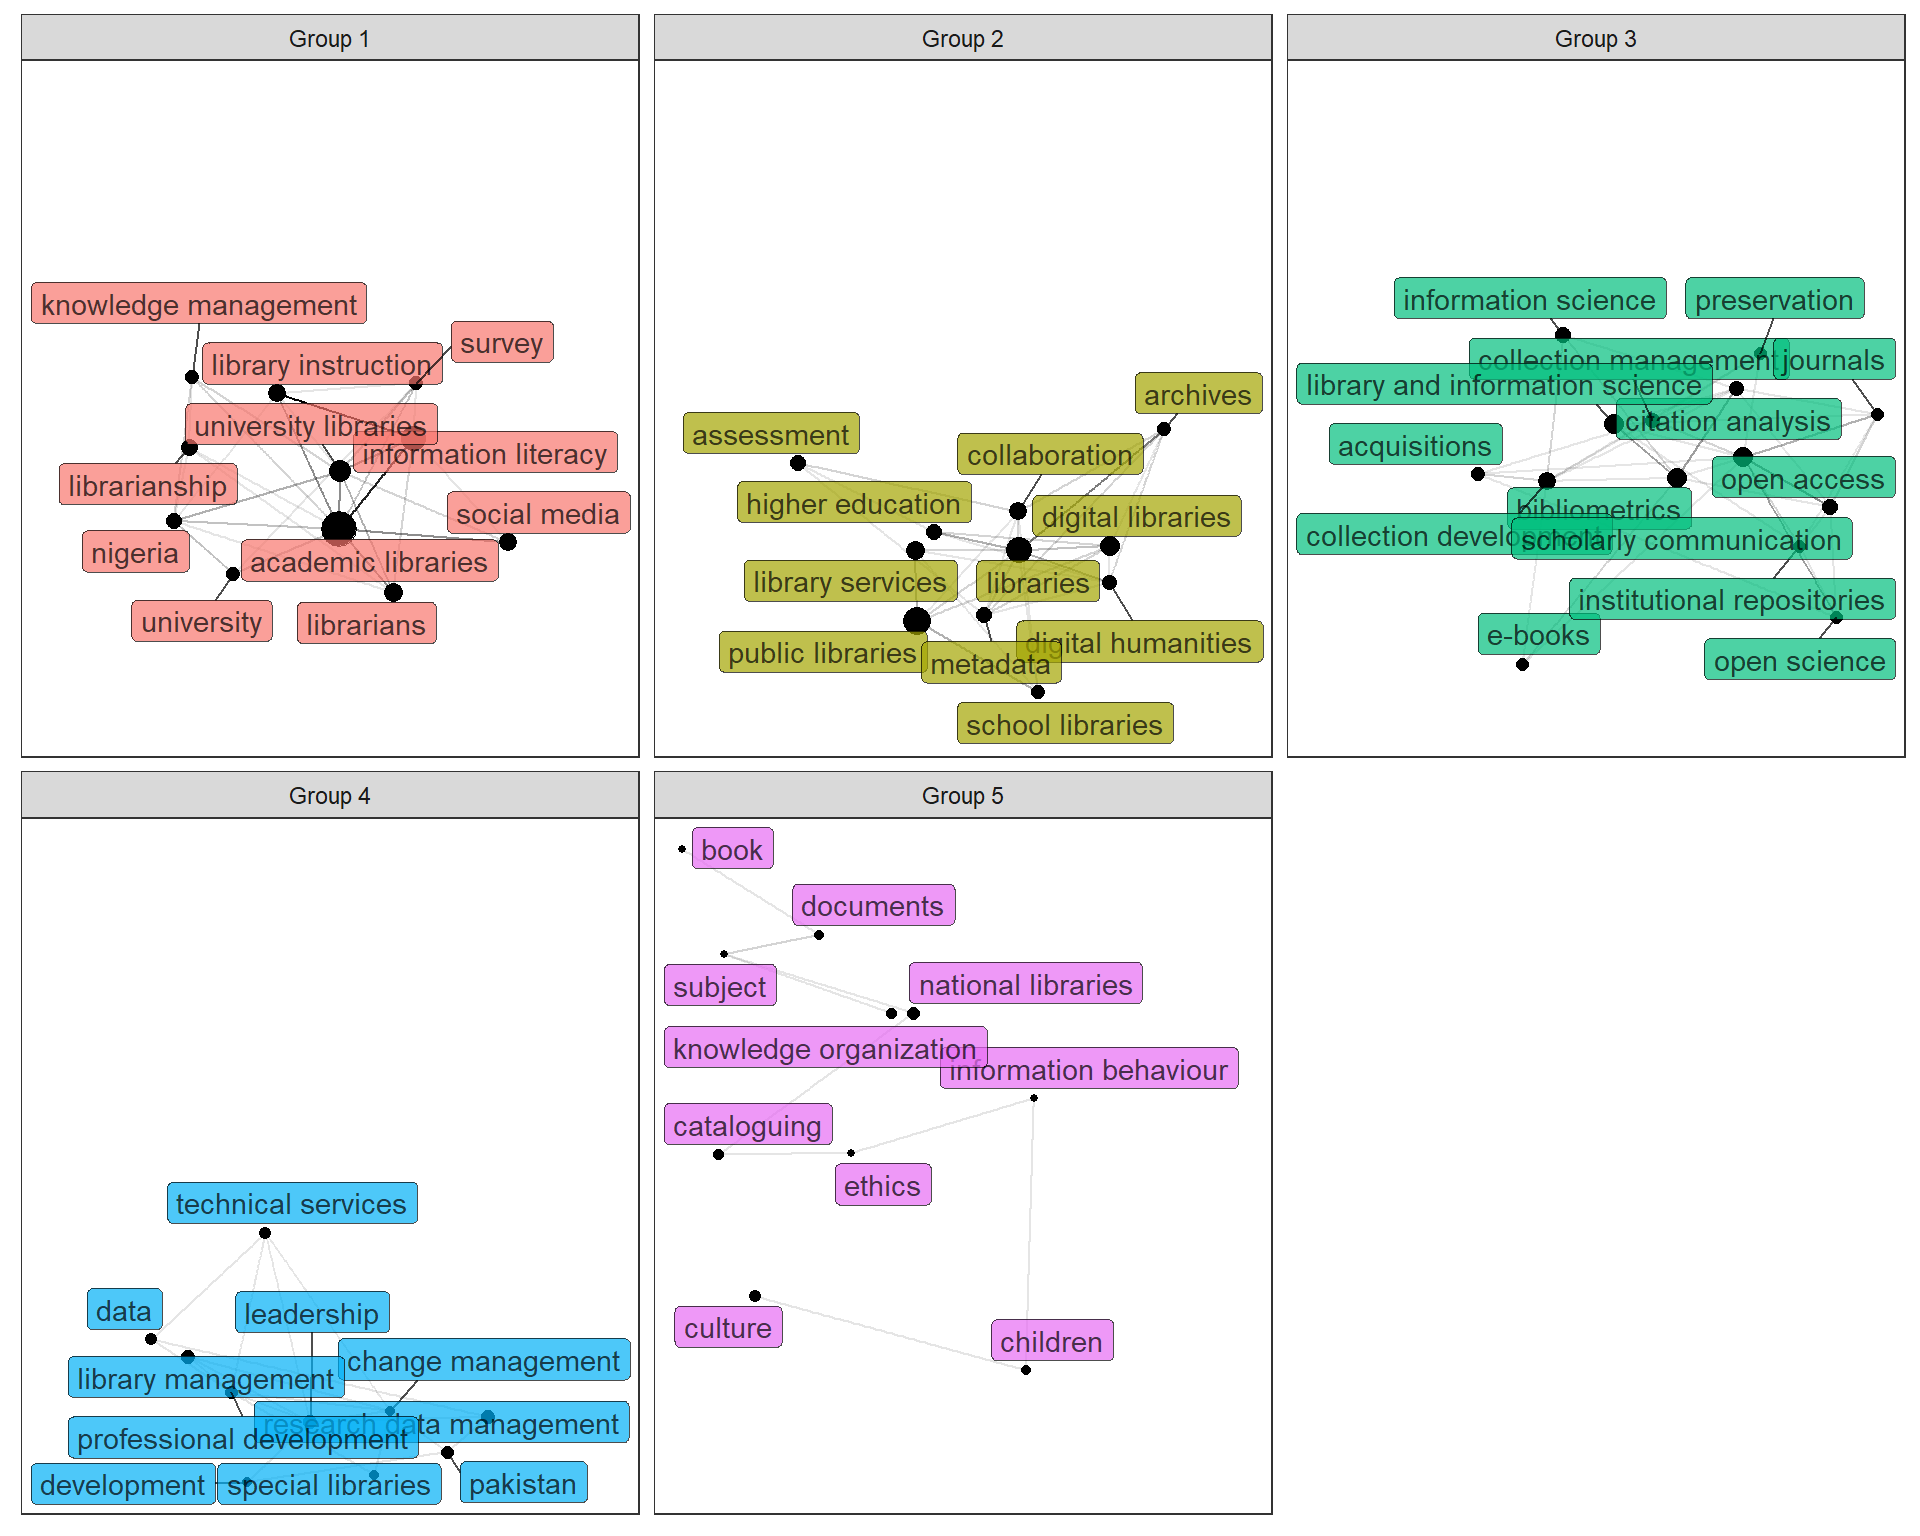 Group 1
knowledge management
survey
library instruction
university libraries
information literacy
librarianship
social media
nigeria
academic libraries
university
librarians
Group 2
archives
assessment
collaboration
higher education
digital libraries
library services
libraries
digital humanities
public libraries
metadata
school libraries
Group 3
information science
preservation
collection management
journals
library and information science
citation analysis
acquisitions
open access
bibliometrics
collection development
scholarly communication
institutional repositories
e-books
open science
Group 4
technical services
data
leadership
change management
library management
research data management
professional development
development
special libraries
pakistan
Group 5
book
documents
subject
national libraries
knowledge organization
information behaviour
cataloguing
ethics
culture
children